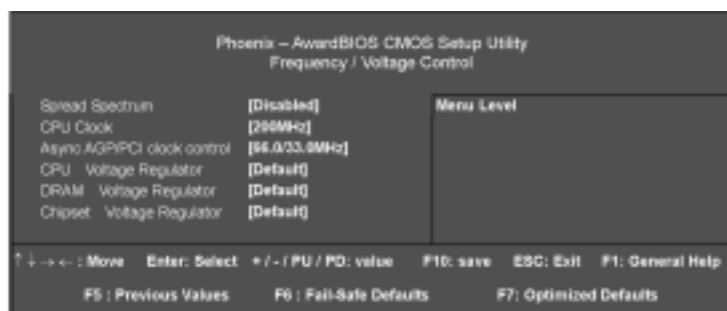 Phoenix – AwardBIOS CMOS Setup Utility
Frequency / Voltage Control
Spread Spectrum [Disabled] Menu Level
CPU Clock [200MHz]
Async AGP/PCI clock control [66.0/33.0MHz]
CPU Voltage Regulator [Default]
DRAM Voltage Regulator [Default]
Chipset Voltage Regulator [Default]
↑↓→← : Move Enter: Select + / - / PU / PD: value F10: save ESC: Exit F1: General Help
F5 : Previous Values F6 : Fail-Safe Defaults F7: Optimized Defaults